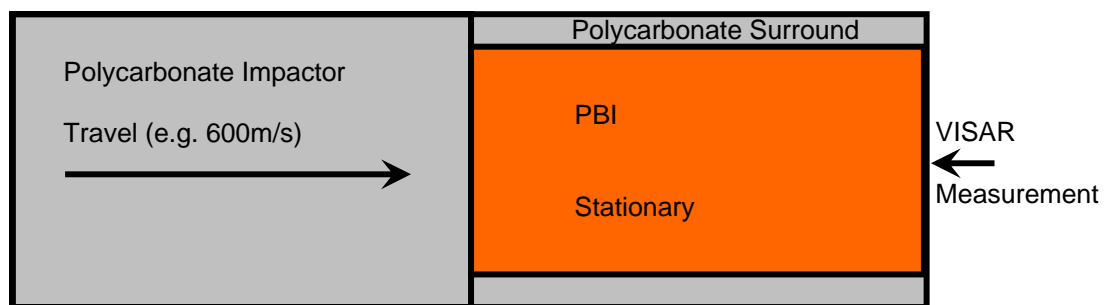 Polycarbonate Surround
Polycarbonate Impactor
Travel (e.g. 600m/s)
PBI
Stationary
VISAR
Measurement